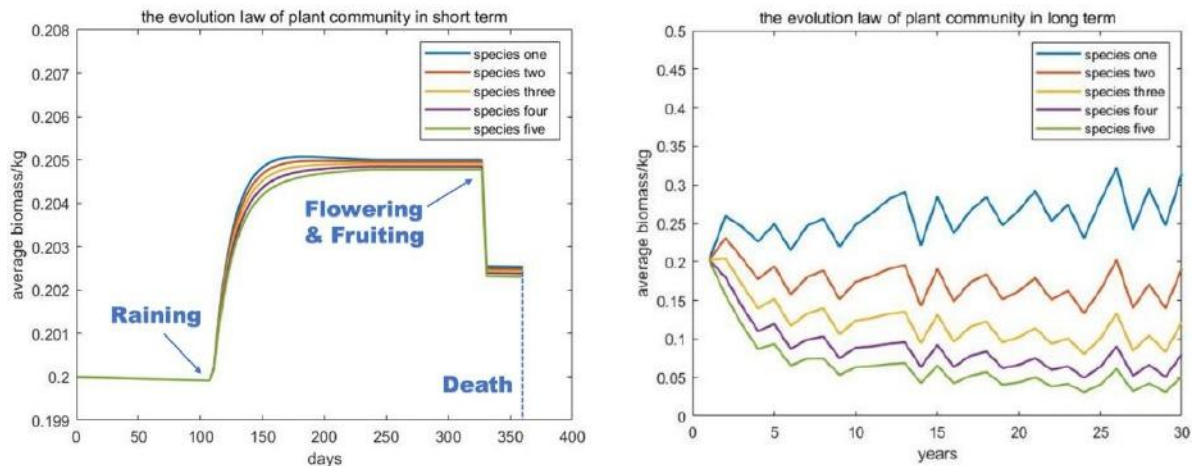 the evolution law of plant community in short term
0.208
0.207
0.206
0.205
0.204
0.203
0.202
0.201
0.2
0.199
average biomass/kg
species one
species two
species three
species four
species five
Flowering
& Fruiting
Raining
Death
0
50
100
150
200
250
300
350
400
days
the evolution law of plant community in long term
0.5
0.45
0.4
0.35
0.3
0.25
0.2
0.15
0.1
0.05
0
average biomass/kg
species one
species two
species three
species four
species five
0
5
10
15
20
25
30
years